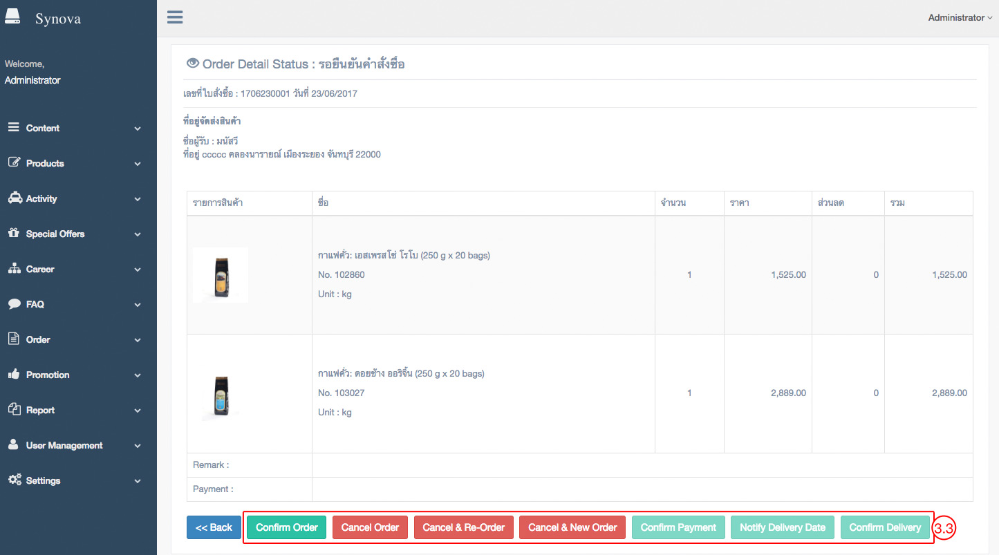 Synova
Administrator
Welcome,
Administrator
Content
Products
Activity
Special Offers
Career
FAQ
Order
Promotion
Report
User Management
Settings
Order Detail Status : รอยืนยันคำสั่งซื้อ
เลขที่ใบสั่งซื้อ : 1706230001 วันที่ 23/06/2017
ที่อยู่จัดส่งสินค้า
ชื่อผู้รับ : มนัสวี
ที่อยู่ ccccc คลองนารายณ์ เมืองระยอง จันทบุรี 22000
รายการสินค้า ชื่อ จำนวน ราคา ส่วนลด รวม
กาแฟคั่ว: เอสเพรสโซ่ โรโบ (250 g x 20 bags)
No. 102860 1 1,525.00 0 1,525.00
Unit : kg
กาแฟคั่ว: ดอยช้าง ออริจิ้น (250 g x 20 bags)
No. 103027 1 2,889.00 0 2,889.00
Unit : kg
Remark :
Payment :
<< Back Confirm Order Cancel Order Cancel & Re-Order Cancel & New Order Confirm Payment Notify Delivery Date Confirm Delivery 3.3